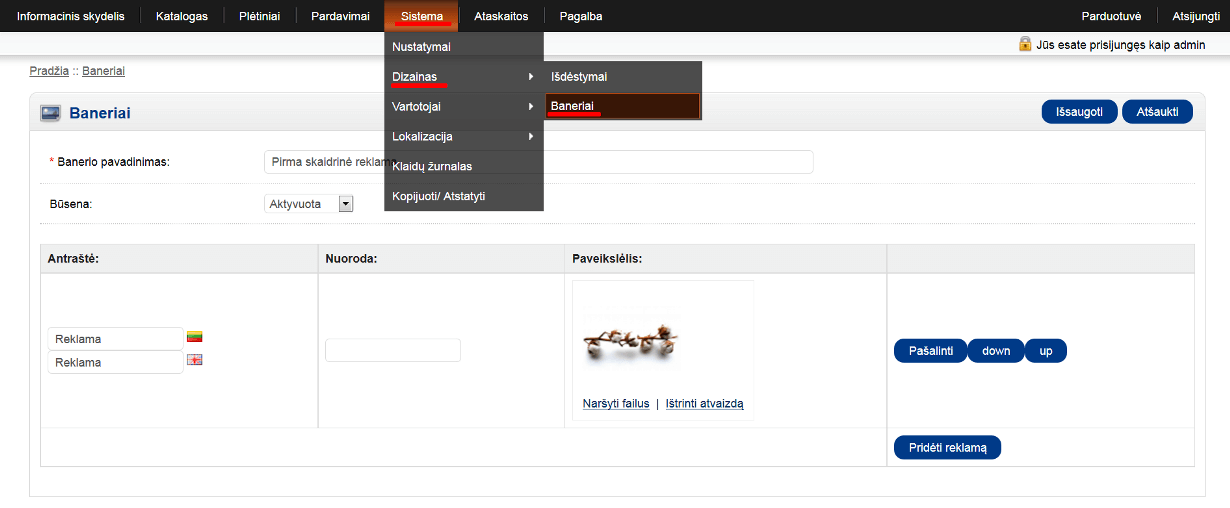 Informacinis skydelis Katalogas Plėtiniai Pardavimai Sistema Ataskaitos Pagalba Parduotuvė Atsijungti
Jūs esate prisijungęs kaip admin
Nustatymai
Pradžia :: Baneriai
Dizainas Išdėstymai
Vartotojai Baneriai
Baneriai Išsaugoti Atšaukti
Lokalizacija
* Banerio pavadinimas: Pirma skaidrinė reklama
Klaidų žurnalas
Kopijuoti/ Atstatyti
Būsena: Aktyvuota
Antraštė: Nuoroda: Paveikslėlis:
Reklama
Reklama
Pašalinti down up
Naršyti failus | Ištrinti atvaizdą
Pridėti reklamą